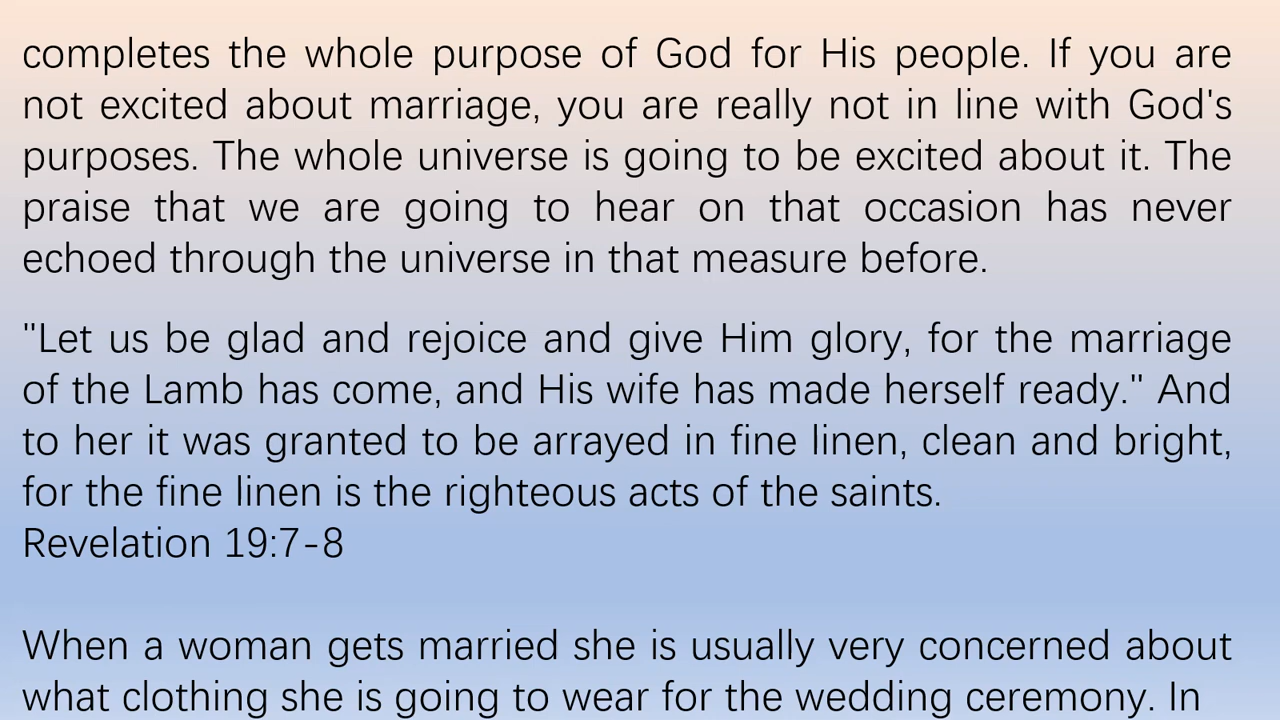 completes the whole purpose of God for His people. If you are
not excited about marriage, you are really not in line with God's
purposes. The whole universe is going to be excited about it. The
praise that we are going to hear on that occasion has never
echoed through the universe in that measure before.
"Let us be glad and rejoice and give Him glory, for the marriage
of the Lamb has come, and His wife has made herself ready." And
to her it was granted to be arrayed in fine linen, clean and bright,
for the fine linen is the righteous acts of the saints.
Revelation 19:7-8
When a woman gets married she is usually very concerned about
what clothing she is going to wear for the wedding ceremony. In